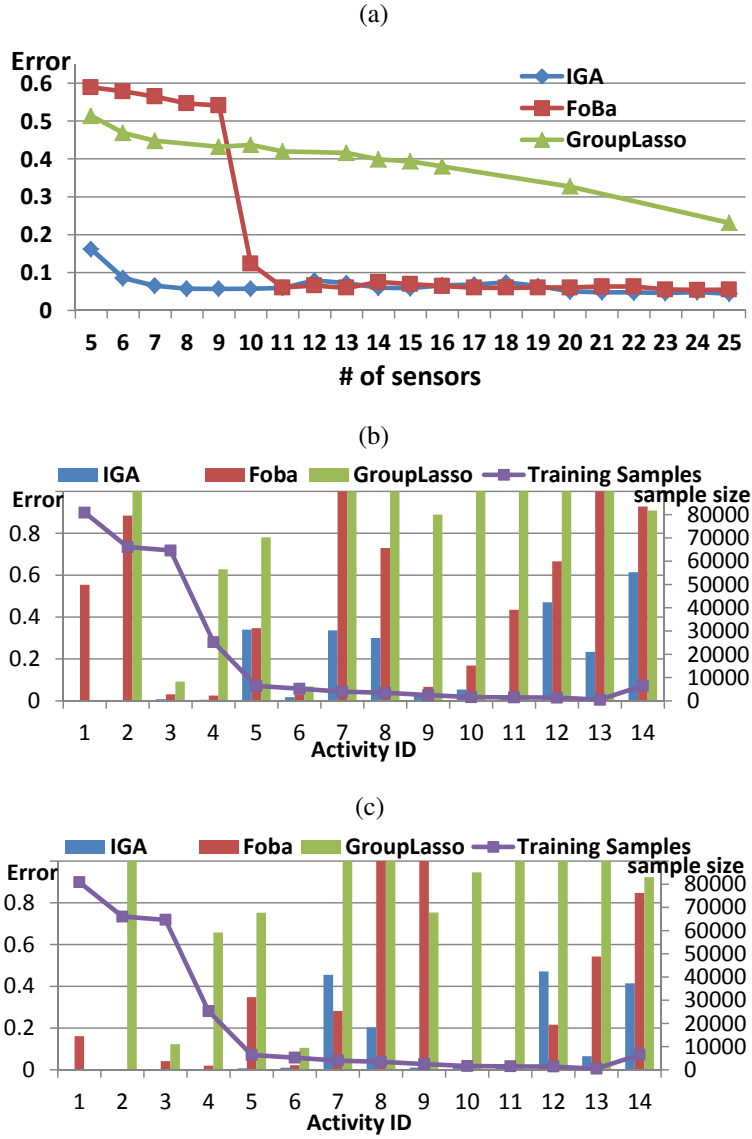 (a)
Error
0.6
0.5
0.4
0.3
0.2
0.1
0
IGA
FoBa
GroupLasso
5 6 7 8 9 10 11 12 13 14 15 16 17 18 19 20 21 22 23 24 25
# of sensors
(b)
IGA Foba GroupLasso Training Samples
Error
sample size
0.8
0.6
0.4
0.2
0
80000
70000
60000
50000
40000
30000
20000
10000
0
1 2 3 4 5 6 7 8 9 10 11 12 13 14
Activity ID
(c)
IGA Foba GroupLasso Training Samples
Error
sample size
0.8
0.6
0.4
0.2
0
80000
70000
60000
50000
40000
30000
20000
10000
0
1 2 3 4 5 6 7 8 9 10 11 12 13 14
Activity ID